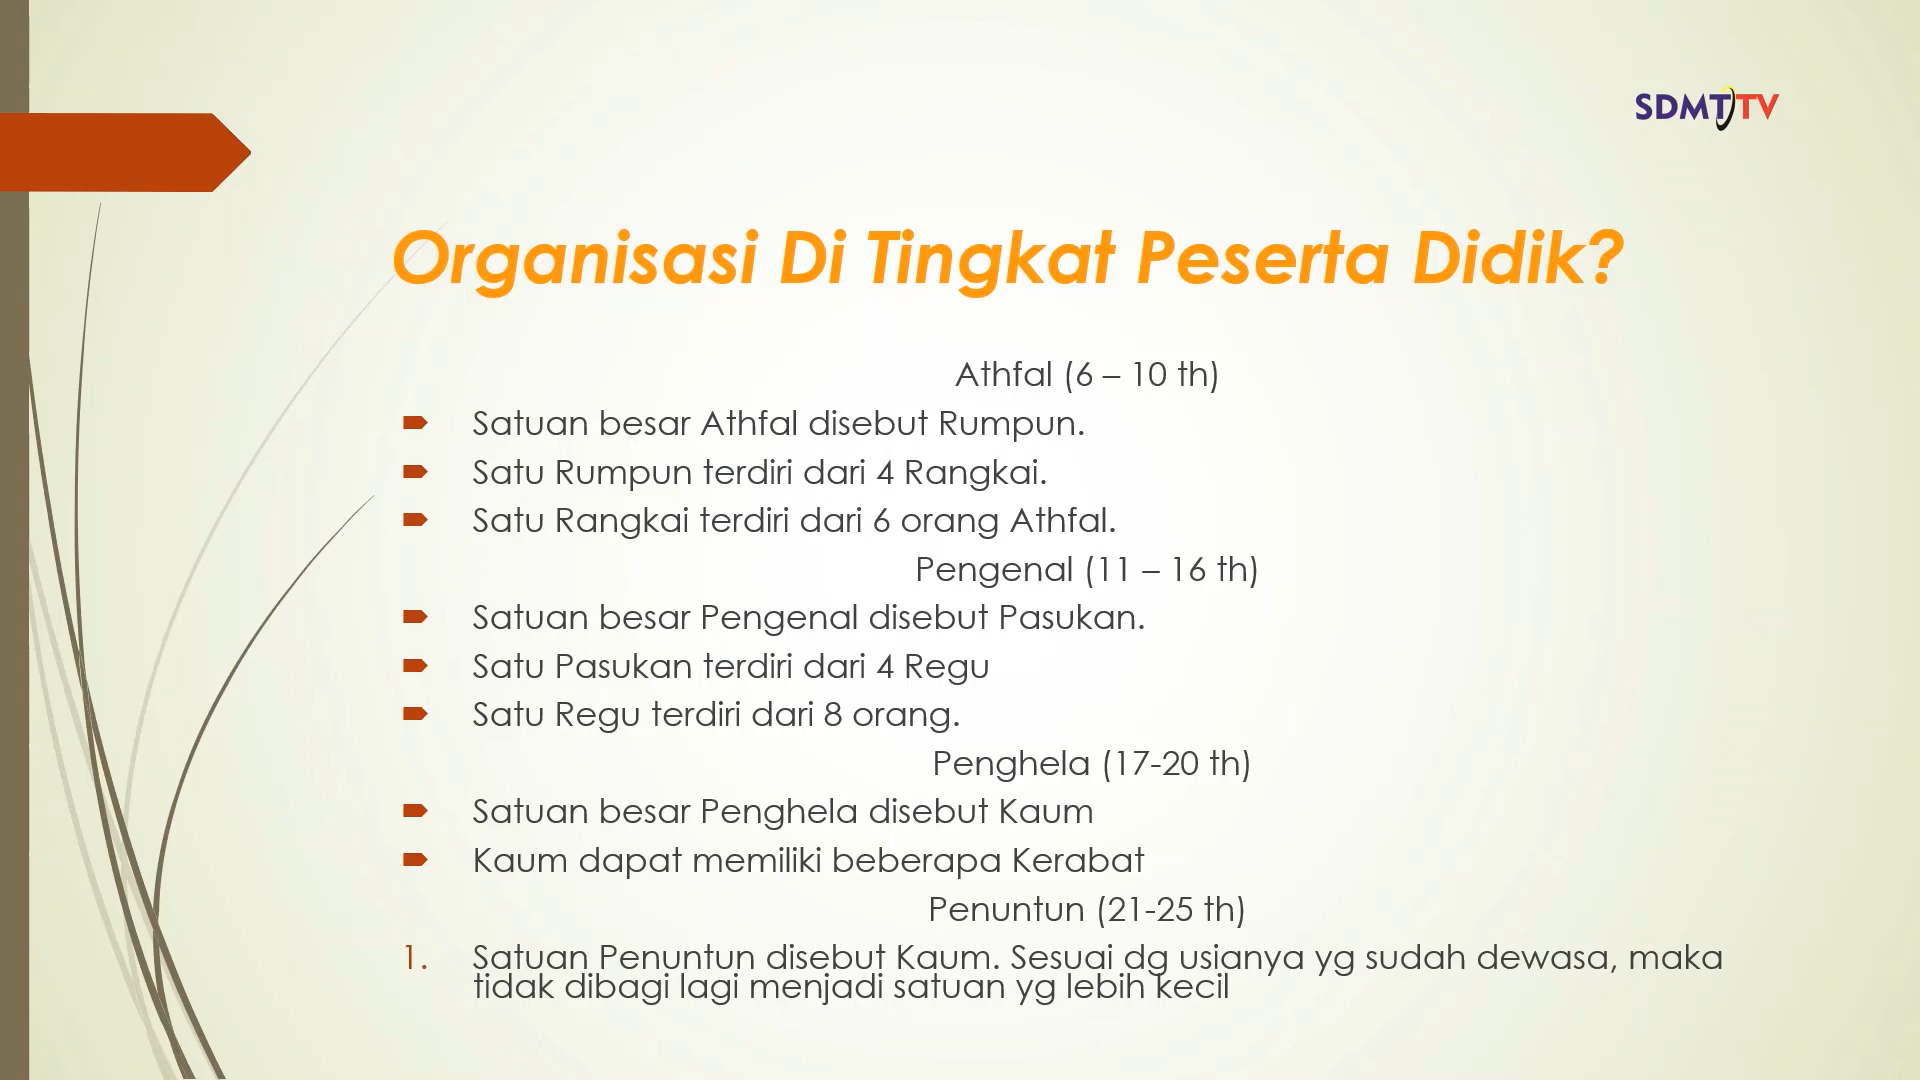 SDMT TV
Organisasi Di Tingkat Peserta Didik?
Athfal (6 – 10 th)
Satuan besar Athfal disebut Rumpun.
Satu Rumpun terdiri dari 4 Rangkai.
Satu Rangkai terdiri dari 6 orang Athfal.
Pengenal (11 – 16 th)
Satuan besar Pengenal disebut Pasukan.
Satu Pasukan terdiri dari 4 Regu
Satu Regu terdiri dari 8 orang.
Penghela (17-20 th)
Satuan besar Penghela disebut Kaum
Kaum dapat memiliki beberapa Kerabat
Penuntun (21-25 th)
1. Satuan Penuntun disebut Kaum. Sesuai dg usianya yg sudah dewasa, maka
tidak dibagi lagi menjadi satuan yg lebih kecil